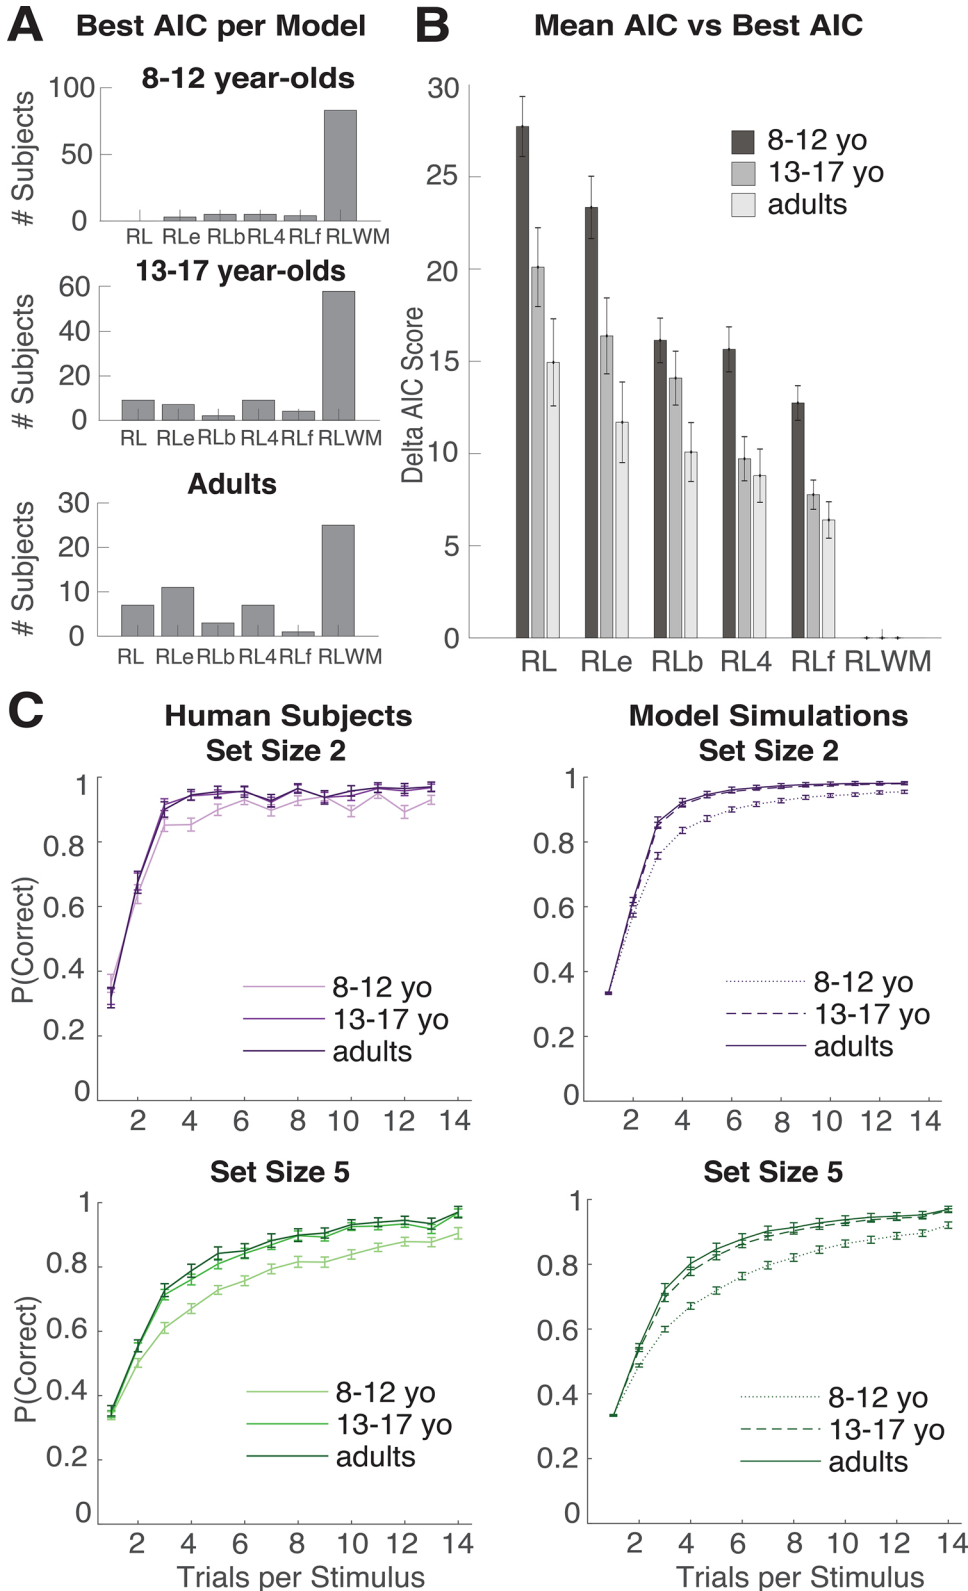 A Best AIC per Model
8-12 year-olds
# Subjects
100
50
0
RL RLe RLb RL4 RLf RLWM
13-17 year-olds
# Subjects
60
40
20
0
RL RLe RLb RL4 RLf RLWM
Adults
# Subjects
30
20
10
0
RL RLe RLb RL4 RLf RLWM
B Mean AIC vs Best AIC
Delta AIC Score
30
25
20
15
10
5
0
8-12 yo
13-17 yo
adults
RL RLe RLb RL4 RLf RLWM
C Human Subjects
Set Size 2
P(Correct)
1
0.8
0.6
0.4
0.2
0
8-12 yo
13-17 yo
adults
2 4 6 8 10 12 14
Model Simulations
Set Size 2
1
0.8
0.6
0.4
0.2
0
8-12 yo
13-17 yo
adults
2 4 6 8 10 12 14
Set Size 5
P(Correct)
1
0.8
0.6
0.4
0.2
0
8-12 yo
13-17 yo
adults
2 4 6 8 10 12 14
Trials per Stimulus
Set Size 5
1
0.8
0.6
0.4
0.2
0
8-12 yo
13-17 yo
adults
2 4 6 8 10 12 14
Trials per Stimulus